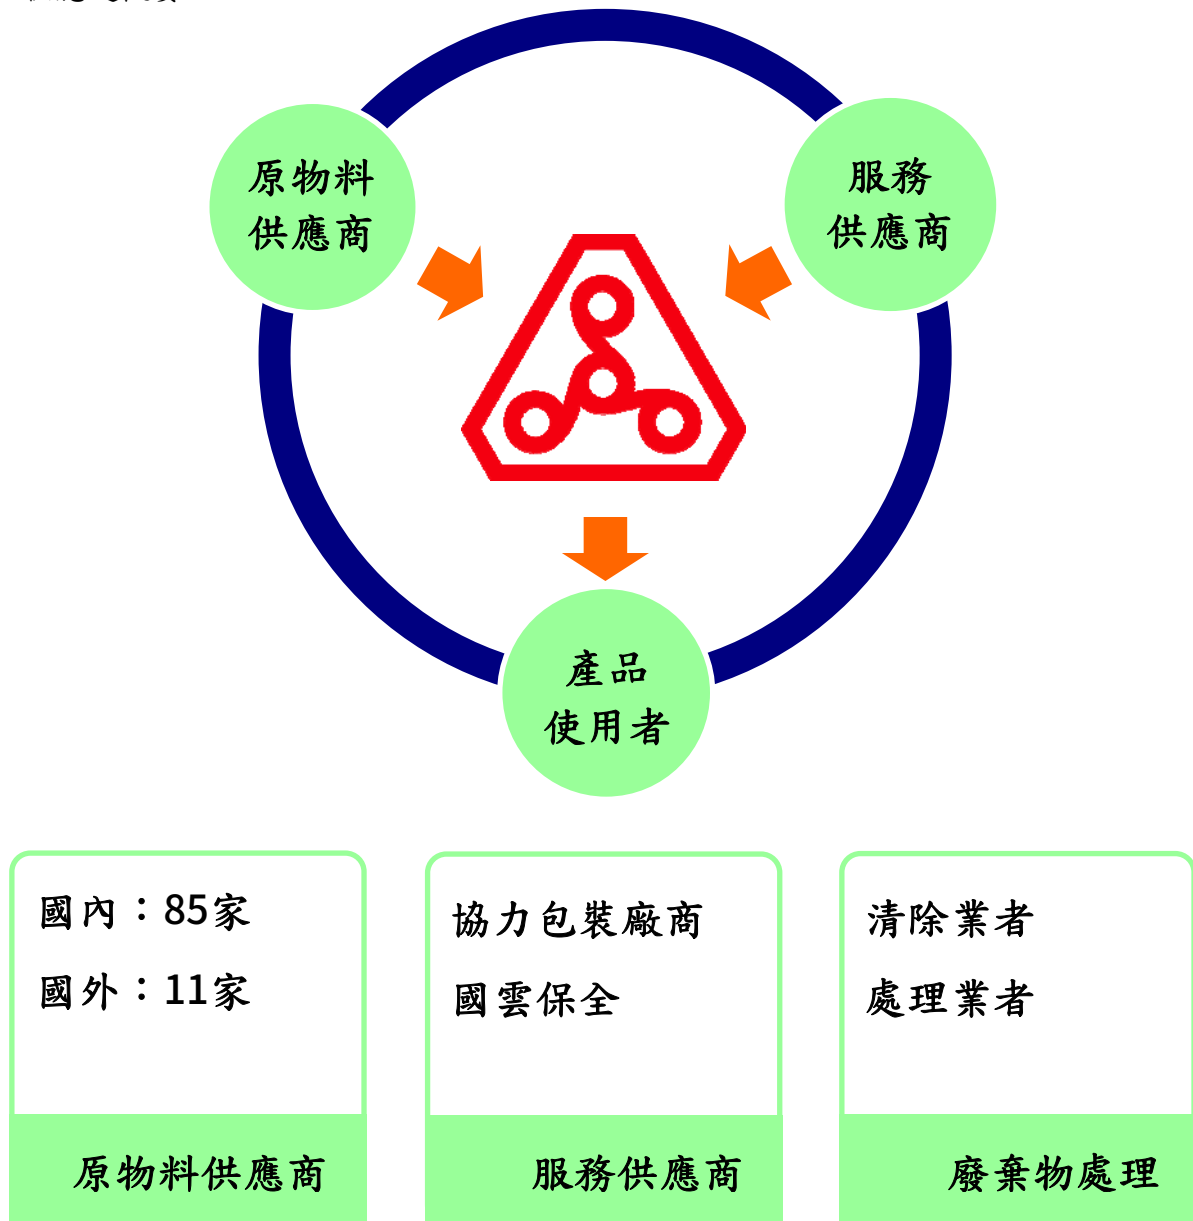 原物料
供應商
服務
供應商
產品
使用者
國內：85家
國外：11家
原物料供應商
協力包裝廠商
國雲保全
服務供應商
清除業者
處理業者
廢棄物處理